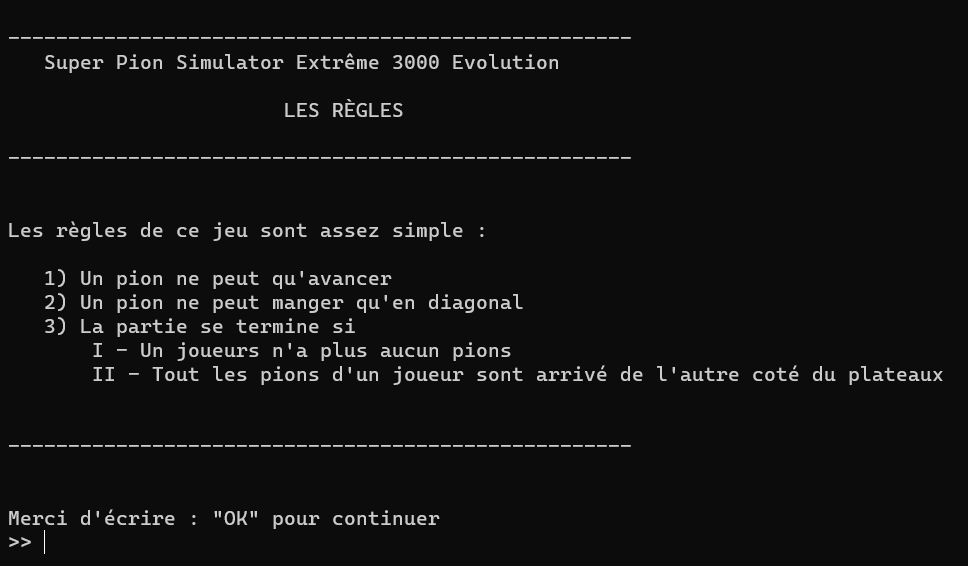 ----------------------------------------------------
Super Pion Simulator Extrême 3000 Evolution
LES RÈGLES
----------------------------------------------------
Les règles de ce jeu sont assez simple :
1) Un pion ne peut qu'avancer
2) Un pion ne peut manger qu'en diagonal
3) La partie se termine si
I - Un joueurs n'a plus aucun pions
II - Tout les pions d'un joueur sont arrivé de l'autre coté du plateaux
----------------------------------------------------
Merci d'écrire : "OK" pour continuer
>>